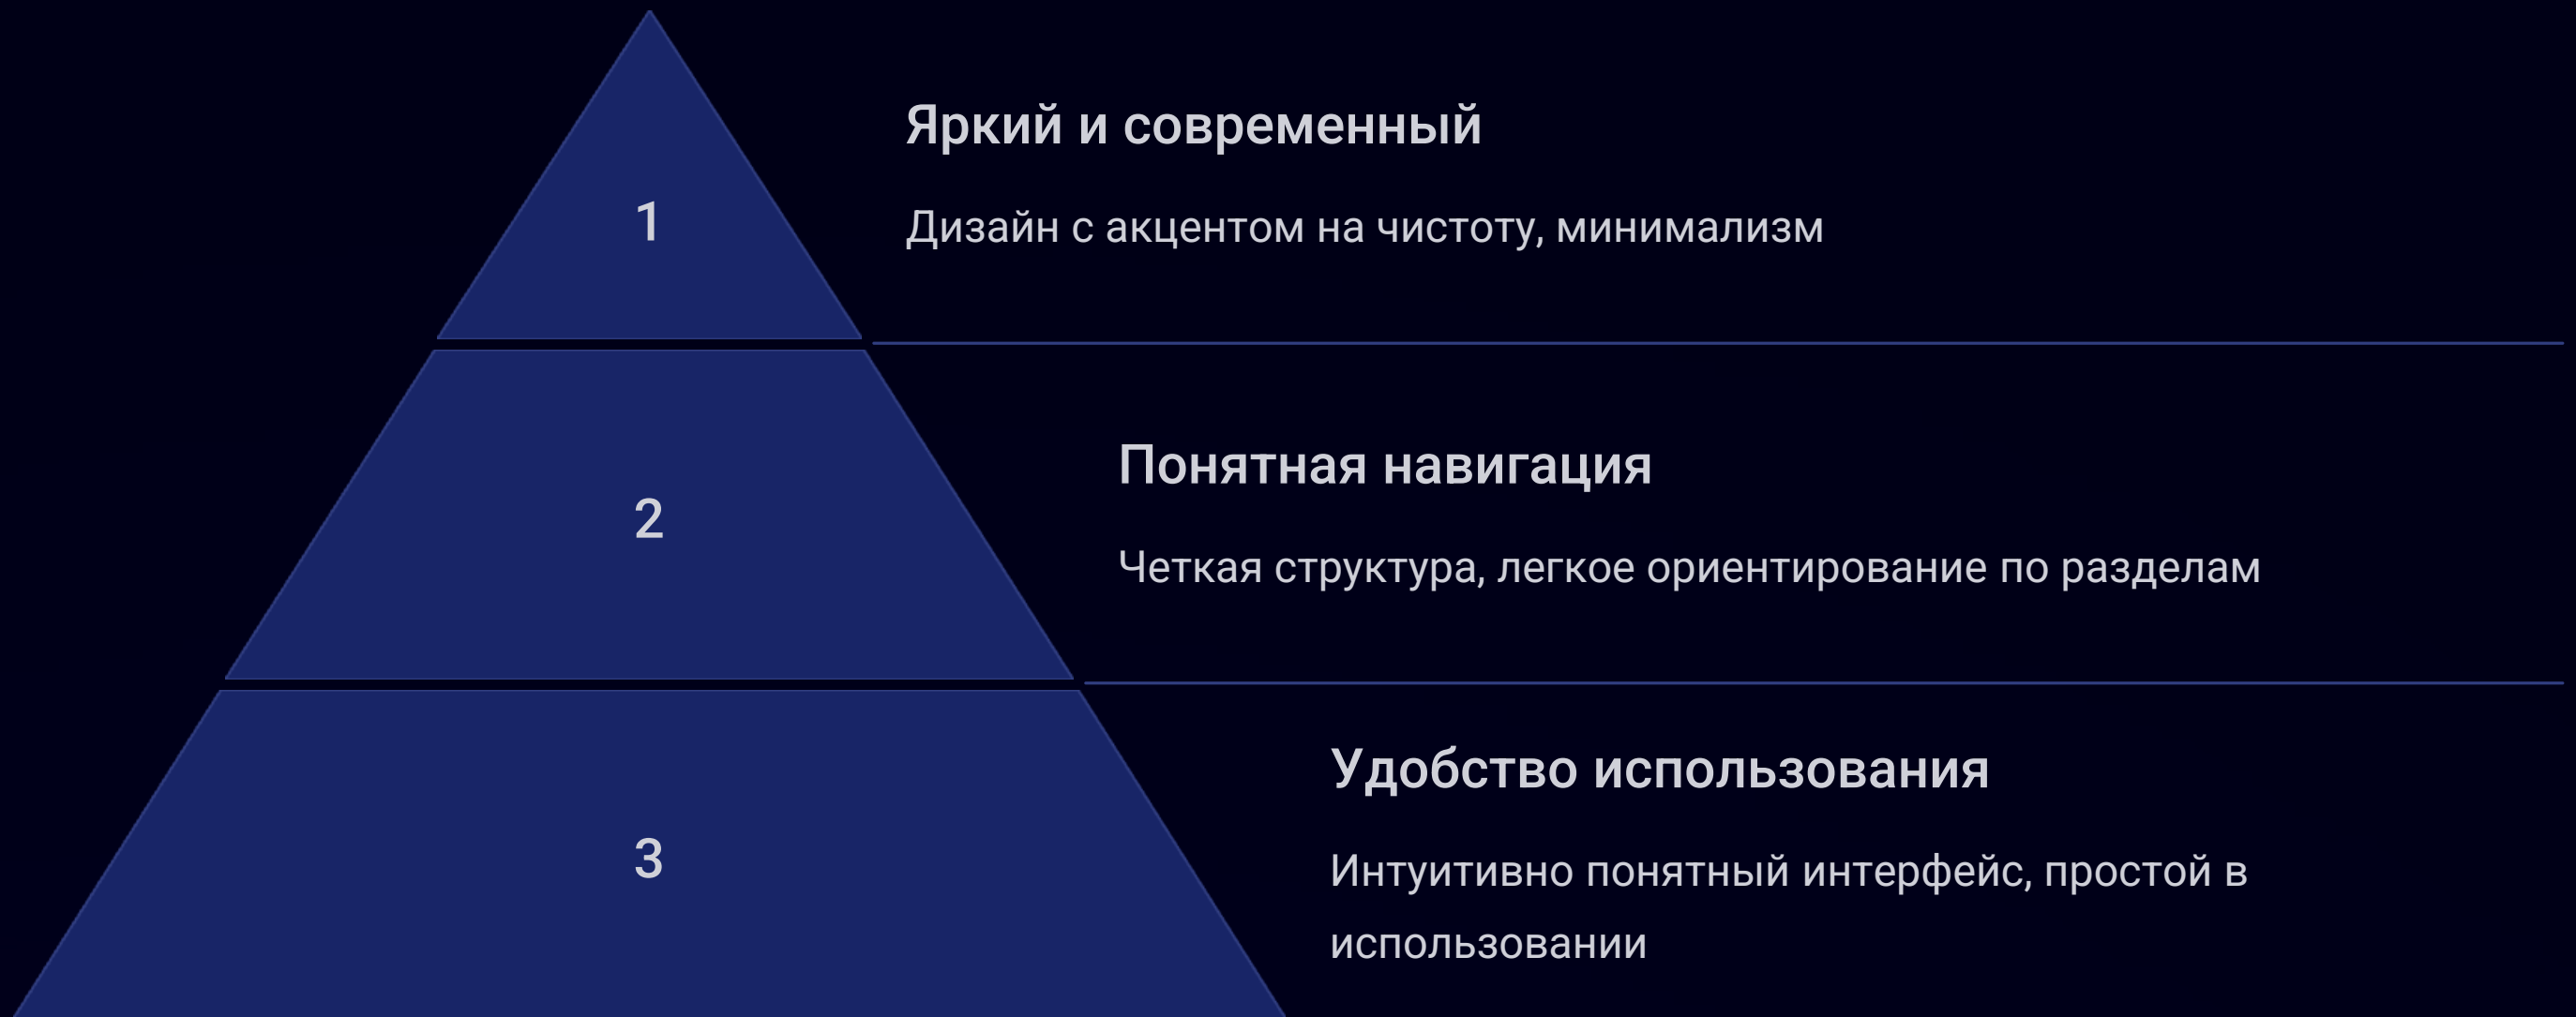 1
Яркий и современный
Дизайн с акцентом на чистоту, минимализм
2
Понятная навигация
Четкая структура, легкое ориентирование по разделам
3
Удобство использования
Интуитивно понятный интерфейс, простой в
использовании